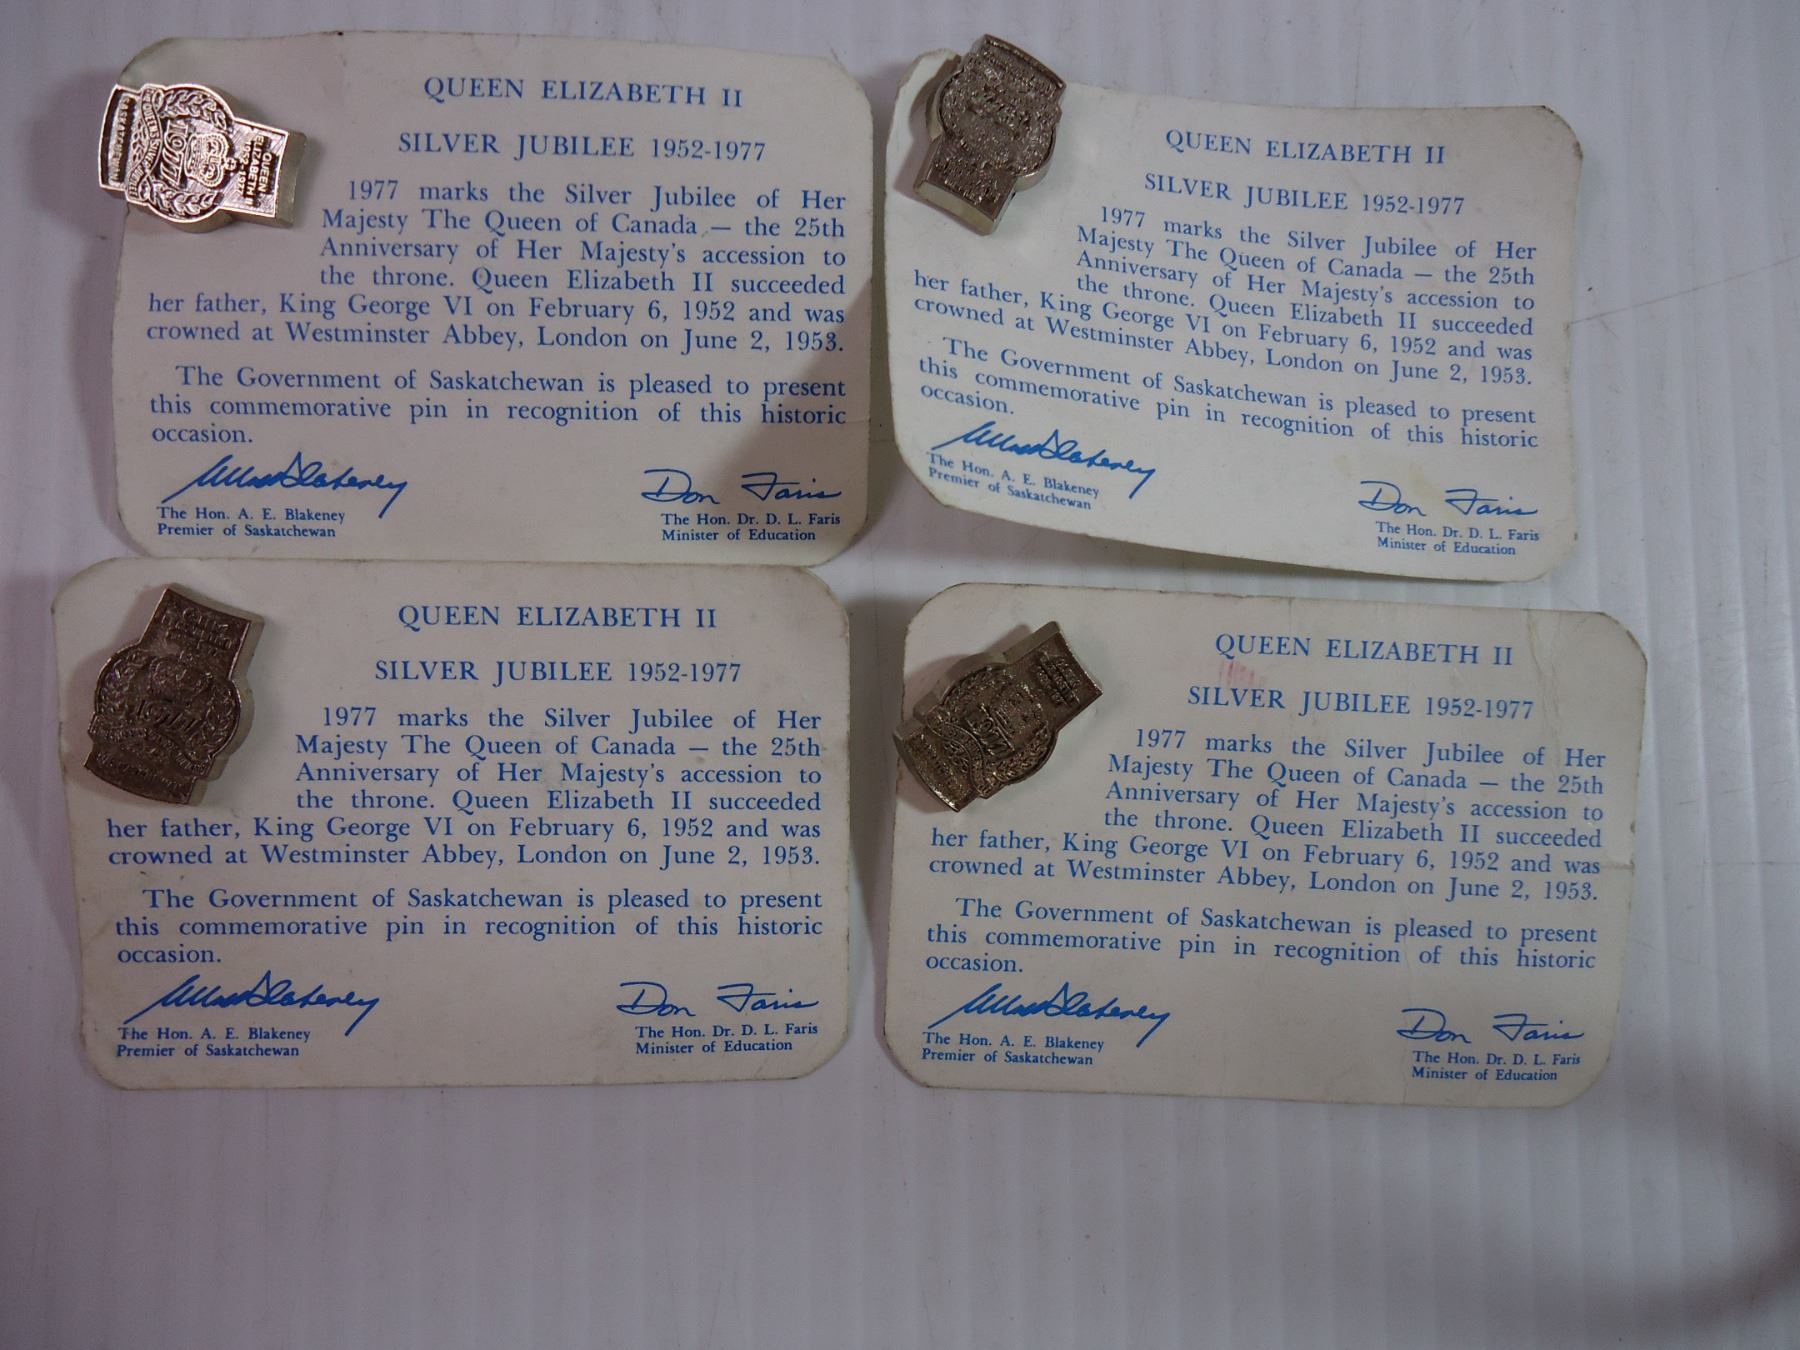 QUEEN ELIZABETH II
SILVER JUBILEE 1952-1977
1977 marks the Silver Jubilee of Her
Majesty The Queen of Canada — the 25th
Anniversary of Her Majesty's accession to
the throne. Queen Elizabeth II succeeded
her father, King George VI on February 6, 1952 and was
crowned at Westminster Abbey, London on June 2, 1953.
The Government of Saskatchewan is pleased to present
this commemorative pin in recognition of this historic
occasion.
Allan Blakeney
The Hon. A. E. Blakeney
Premier of Saskatchewan
Don Faris
The Hon. Dr. D. L. Faris
Minister of Education
QUEEN
ELIZABETH II
1952-1977
1977
SASKATCHEWAN
QUEEN ELIZABETH II
SILVER JUBILEE 1952-1977
1977 marks the Silver Jubilee of Her
Majesty The Queen of Canada — the 25th
Anniversary of Her Majesty's accession to
the throne. Queen Elizabeth II succeeded
her father, King George VI on February 6, 1952 and was
crowned at Westminster Abbey, London on June 2, 1953.
The Government of Saskatchewan is pleased to present
this commemorative pin in recognition of this historic
occasion.
Allan Blakeney
The Hon. A. E. Blakeney
Premier of Saskatchewan
Don Faris
The Hon. Dr. D. L. Faris
Minister of Education
QUEEN ELIZABETH II
SILVER JUBILEE 1952-1977
1977 marks the Silver Jubilee of Her
Majesty The Queen of Canada — the 25th
Anniversary of Her Majesty's accession to
the throne. Queen Elizabeth II succeeded
her father, King George VI on February 6, 1952 and was
crowned at Westminster Abbey, London on June 2, 1953.
The Government of Saskatchewan is pleased to present
this commemorative pin in recognition of this historic
occasion.
Allan Blakeney
The Hon. A. E. Blakeney
Premier of Saskatchewan
Don Faris
The Hon. Dr. D. L. Faris
Minister of Education
1977
QUEEN ELIZABETH II
SILVER JUBILEE 1952-1977
1977 marks the Silver Jubilee of Her
Majesty The Queen of Canada — the 25th
Anniversary of Her Majesty's accession to
the throne. Queen Elizabeth II succeeded
her father, King George VI on February 6, 1952 and was
crowned at Westminster Abbey, London on June 2, 1953.
The Government of Saskatchewan is pleased to present
this commemorative pin in recognition of this historic
occasion.
Allan Blakeney
The Hon. A. E. Blakeney
Premier of Saskatchewan
Don Faris
The Hon. Dr. D. L. Faris
Minister of Education
1977